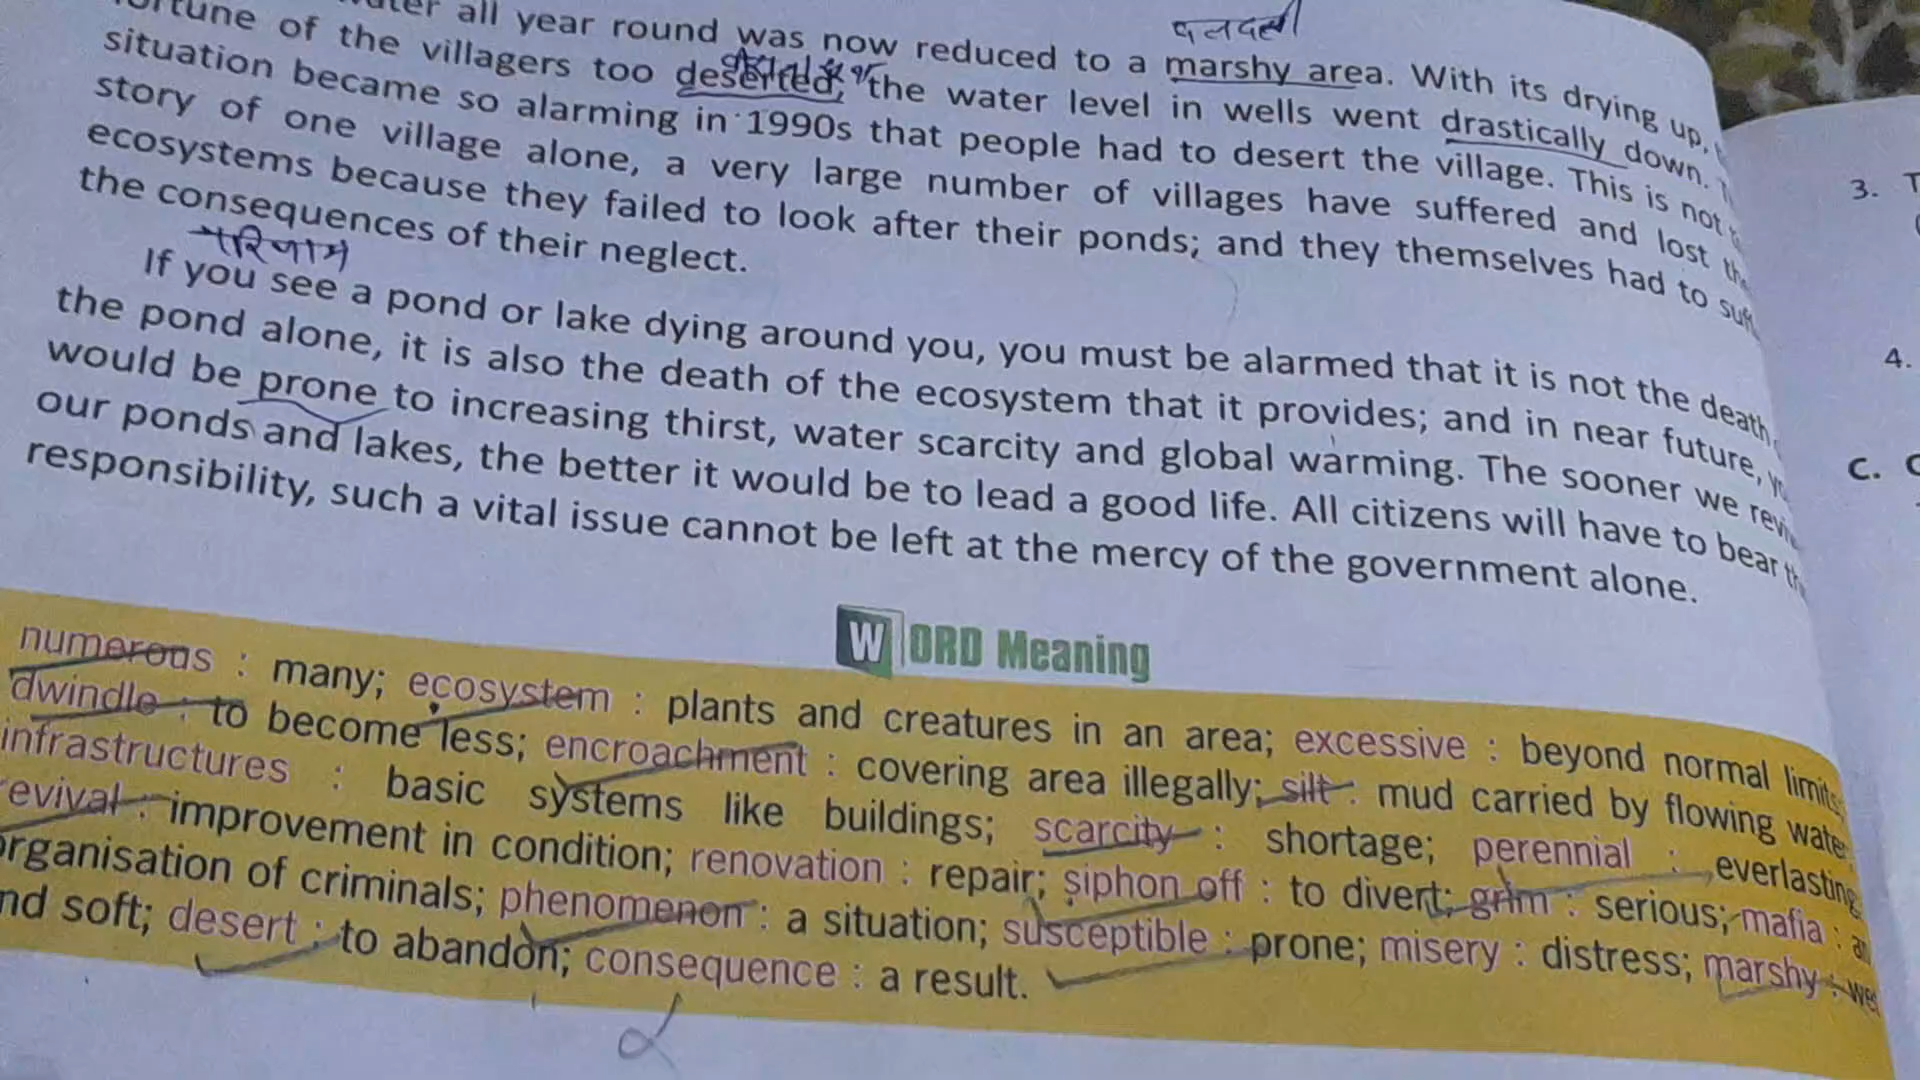 all year round was now reduced to a marshy area. With its drying up,
of the villagers too deserted, the water level in wells went drastically down.
situation became so alarming in 1990s that people had to desert the village. This is not
story of one village alone, a very large number of villages have suffered and lost
ecosystems because they failed to look after their ponds; and they themselves had to
the consequences of their neglect.
परिणाम
If you see a pond or lake dying around you, you must be alarmed that it is not the death
the pond alone, it is also the death of the ecosystem that it provides; and in near future,
would be prone to increasing thirst, water scarcity and global warming. The sooner we
our ponds and lakes, the better it would be to lead a good life. All citizens will have to bear
responsibility, such a vital issue cannot be left at the mercy of the government alone.
WORD Meaning
numerous : many; ecosystem : plants and creatures in an area; excessive : beyond normal limits;
dwindle : to become less; encroachment : covering area illegally; silt : mud carried by flowing
infrastructures : basic systems like buildings; scarcity : shortage; perennial : everlasting;
improvement in condition; renovation : repair; siphon off : to divert; grim : serious; mafia :
organisation of criminals; phenomenon : a situation; susceptible : prone; misery : distress; marshy :
soft; desert : to abandon; consequence : a result.
3.
4.
C.